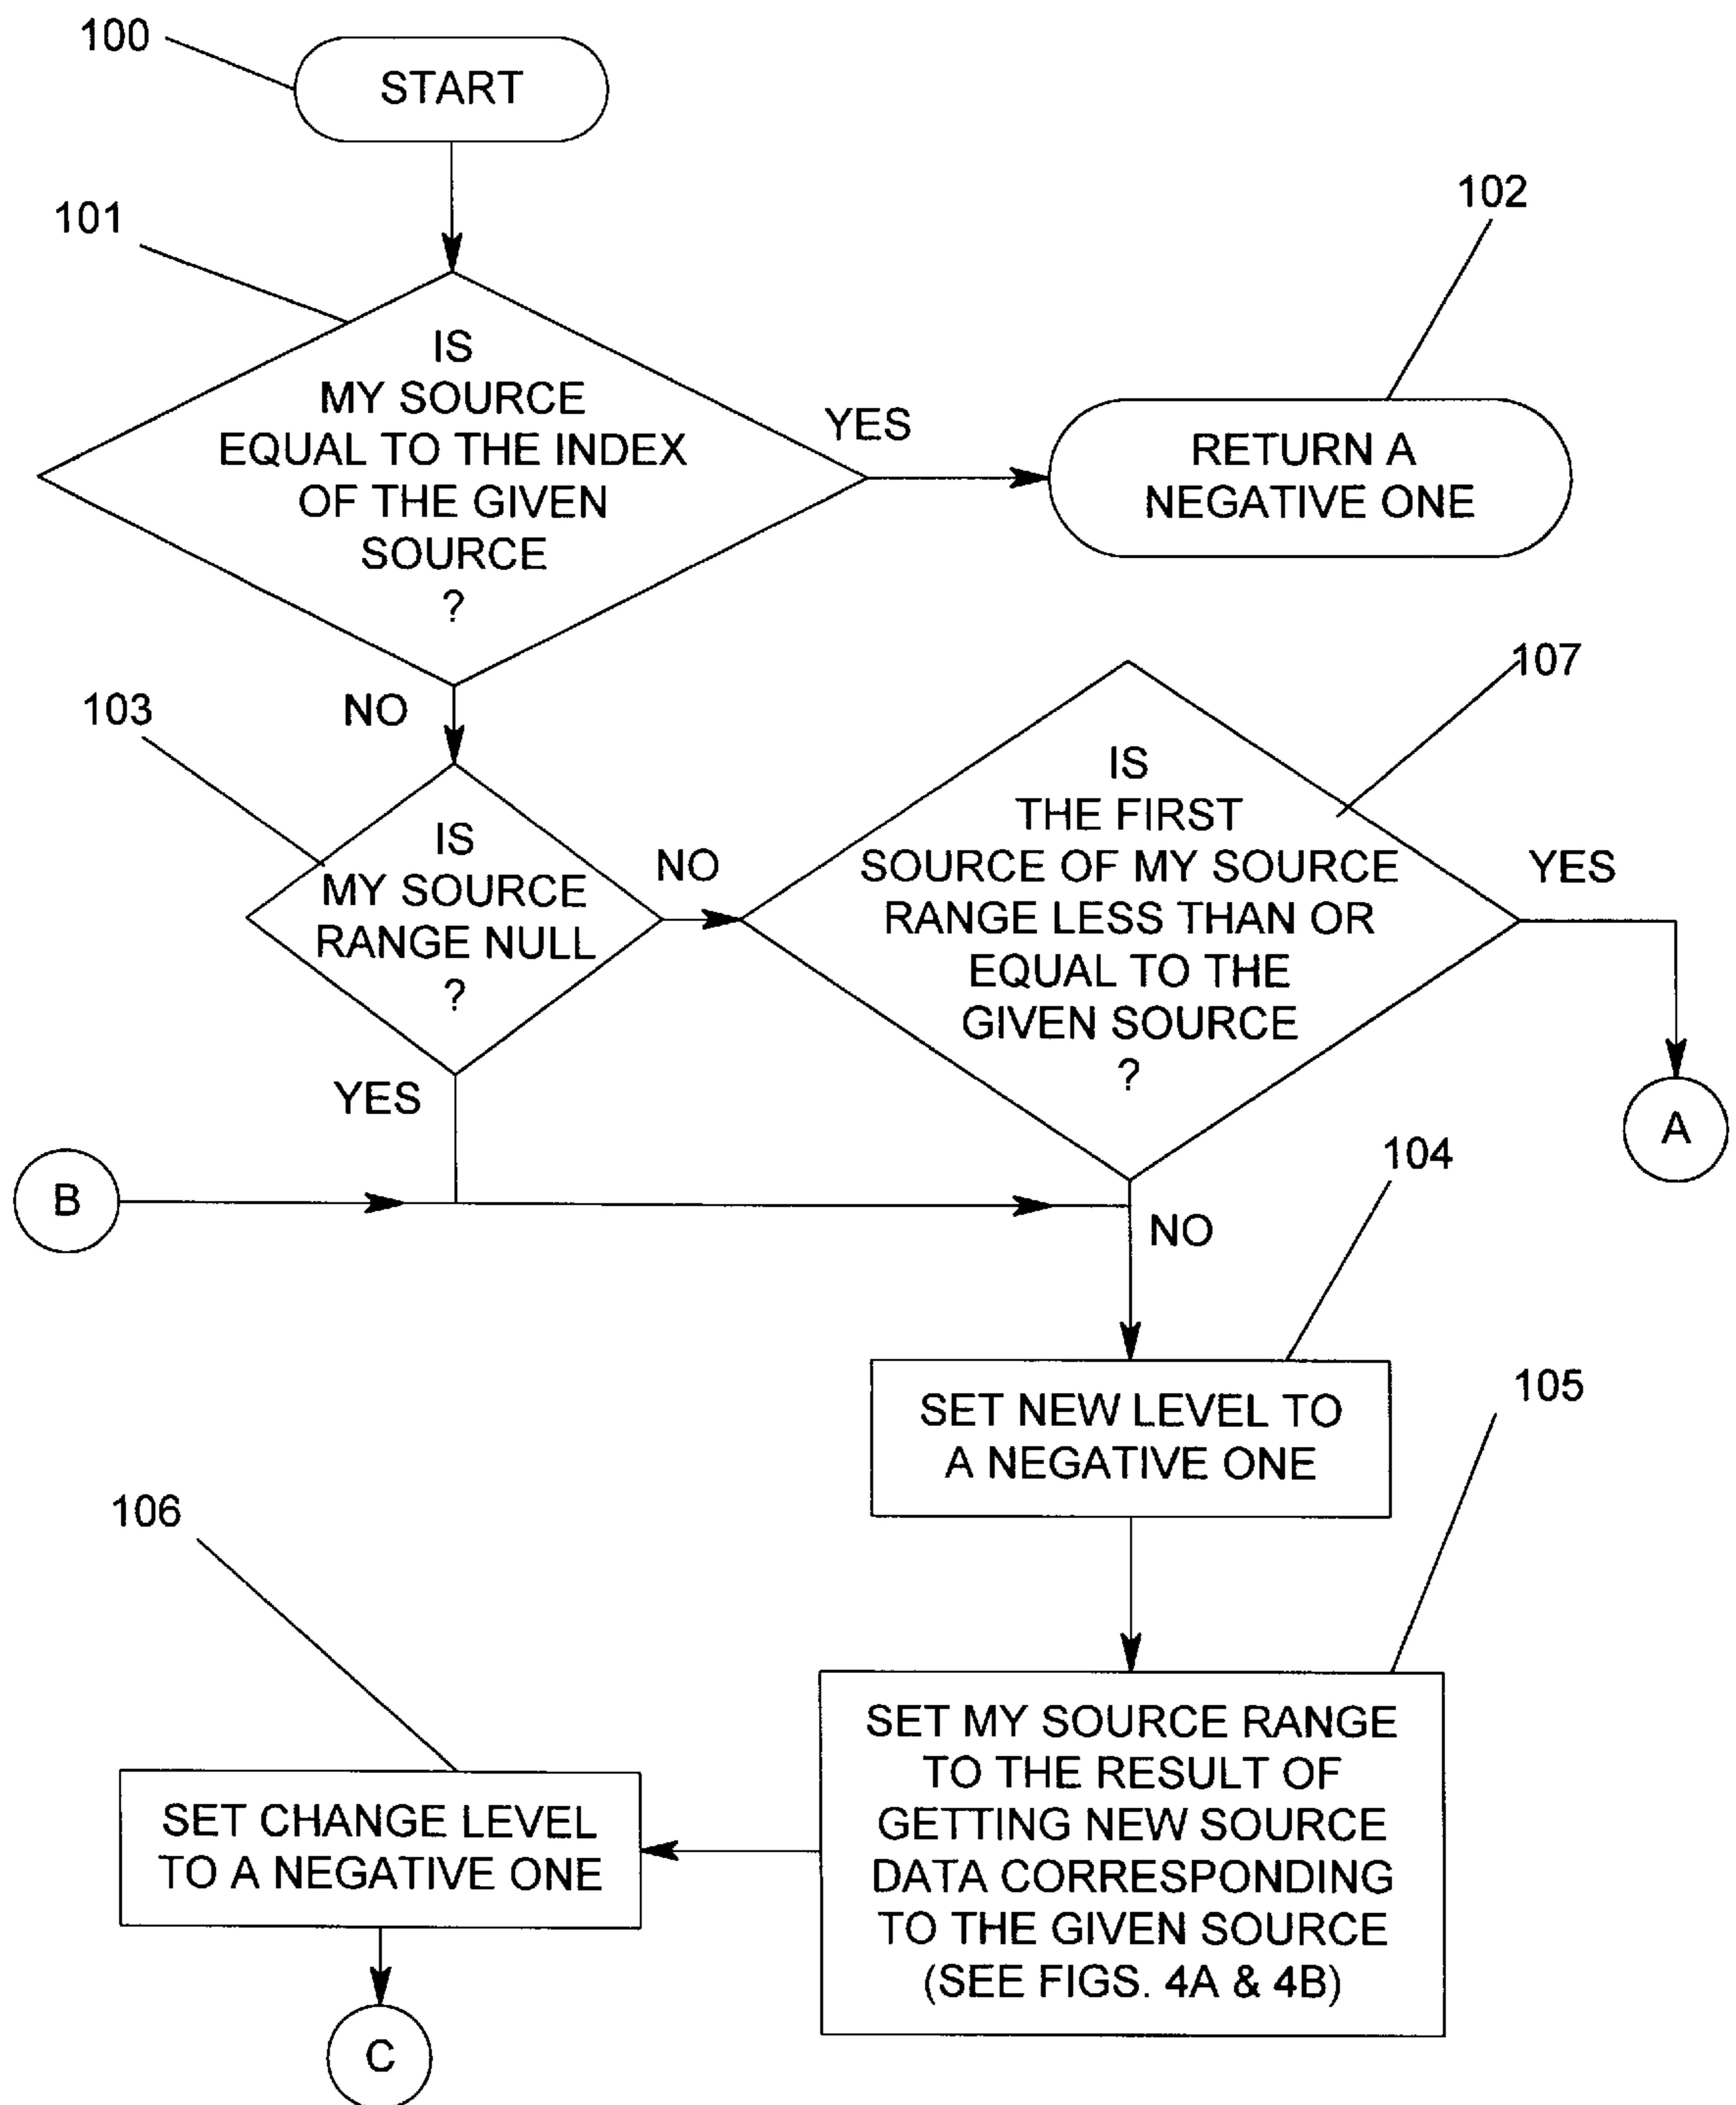 100
START
101
102
IS
MY SOURCE
EQUAL TO THE INDEX
OF THE GIVEN
SOURCE
?
YES
RETURN A
NEGATIVE ONE
NO
103
107
IS
MY SOURCE
RANGE NULL
?
NO
IS
THE FIRST
SOURCE OF MY SOURCE
RANGE LESS THAN OR
EQUAL TO THE
GIVEN SOURCE
?
YES
A
YES
B
NO
104
SET NEW LEVEL TO
A NEGATIVE ONE
105
106
SET MY SOURCE RANGE
TO THE RESULT OF
GETTING NEW SOURCE
DATA CORRESPONDING
TO THE GIVEN SOURCE
(SEE FIGS. 4A & 4B)
SET CHANGE LEVEL
TO A NEGATIVE ONE
C